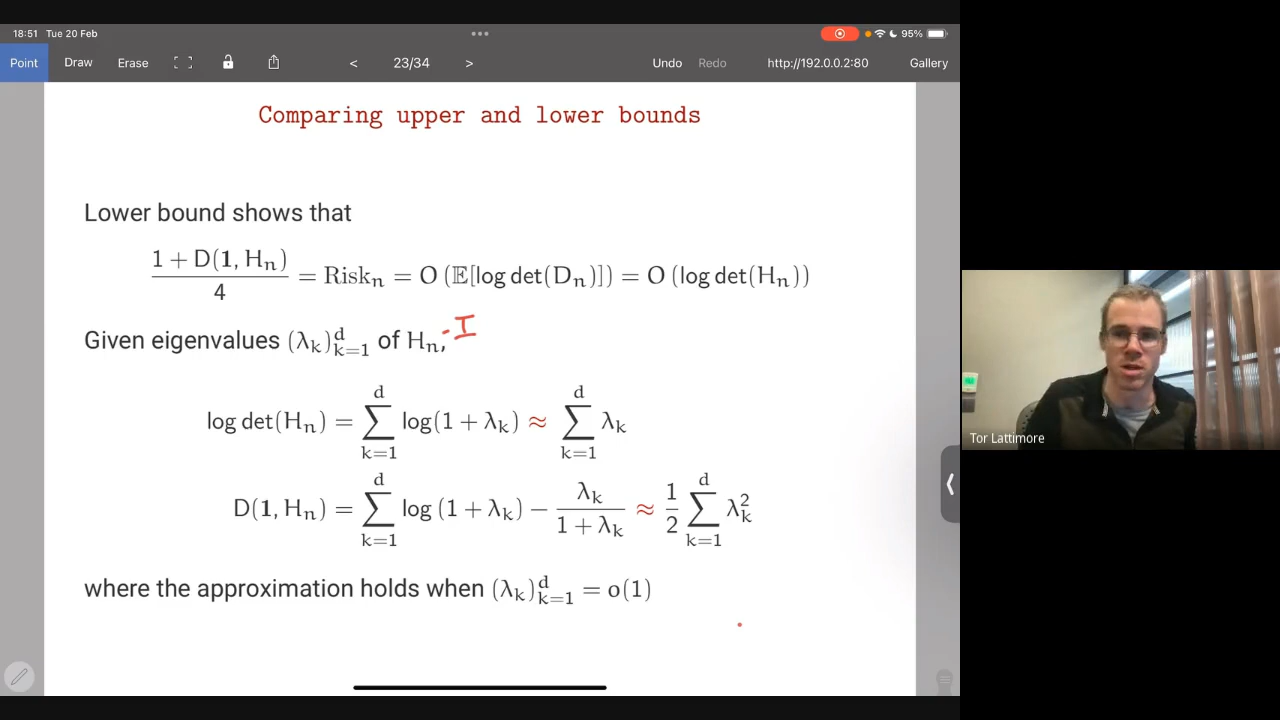 18:51 Tue 20 Feb
95%
Point Draw Erase < 23/34 > Undo Redo http://192.0.0.2:80 Gallery
Comparing upper and lower bounds
Lower bound shows that
(1 + D(𝟏, Hₙ))/4 = Riskₙ = O (𝔼[log det(Dₙ)]) = O (log det(Hₙ))
Given eigenvalues (λₖ)ᵈₖ₌₁ of Hₙ, -I
log det(Hₙ) = ∑ᵈₖ₌₁ log(1 + λₖ) ≈ ∑ᵈₖ₌₁ λₖ
D(𝟏, Hₙ) = ∑ᵈₖ₌₁ log (1 + λₖ) − λₖ/(1 + λₖ) ≈ 1/2 ∑ᵈₖ₌₁ λₖ²
where the approximation holds when (λₖ)ᵈₖ₌₁ = o(1)
Tor Lattimore